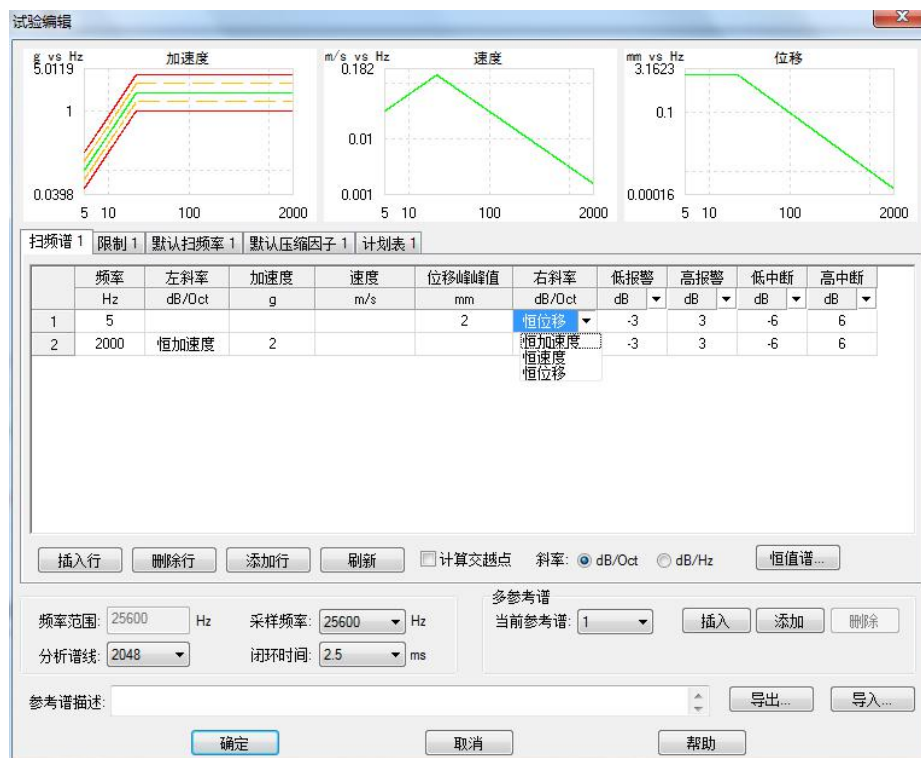 试验编辑
g vs Hz 加速度
5.0119
1
0.0398
5 10 100 2000
m/s vs Hz 速度
0.182
0.01
0.001
5 10 100 2000
mm vs Hz 位移
3.1623
0.1
0.00016
5 10 100 2000
扫频谱 1 限制 1 默认扫频率 1 默认压缩因子 1 计划表 1
频率 左斜率 加速度 速度 位移峰峰值 右斜率 低报警 高报警 低中断 高中断
Hz dB/Oct g m/s mm dB/Oct dB dB dB dB
1 5 2 恒位移 -3 3 -6 6
2 2000 恒加速度 2 恒加速度 -3 3 -6 6
恒速度
恒位移
插入行 删除行 添加行 刷新 计算交越点 斜率: dB/Oct dB/Hz 恒值谱...
多参考谱
频率范围: 25600 Hz 采样频率: 25600 Hz 当前参考谱: 1 插入 添加 删除
分析谱线: 2048 闭环时间: 2.5 ms
参考谱描述: 导出... 导入...
确定 取消 帮助